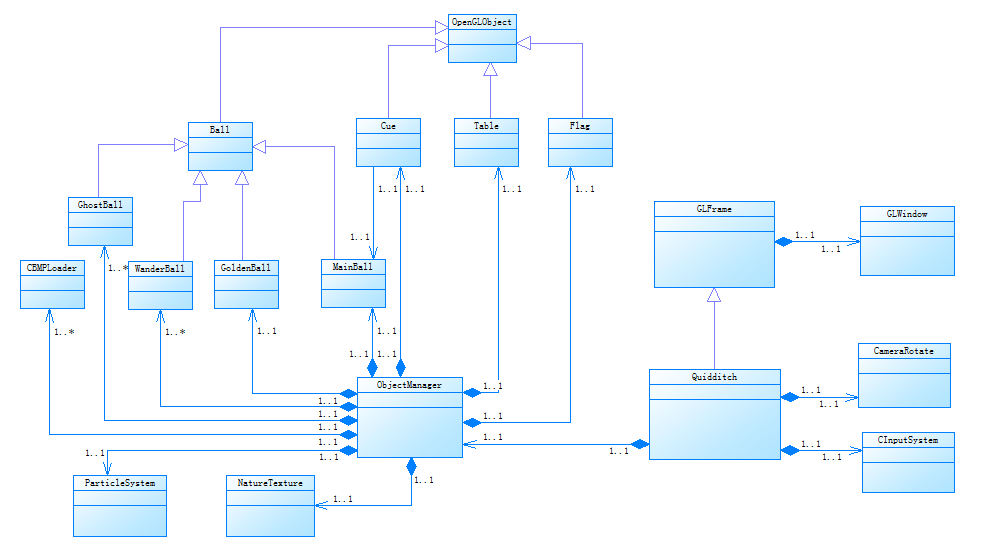 OpenGLObject
Ball
Cue
Table
Flag
1..1
1..1
1..1
1..1
GhostBall
GLFrame
GLWindow
1..1
1..1
1..1
CBMPLoader
1..*
WanderBall
GoldenBall
MainBall
1..*
1..*
1..1
1..1
1..1
1..1
CameraRotate
ObjectManager
1..1
Quidditch
1..1
1..1
1..1
1..1
1..1
1..1
1..1
1..1
1..1
1..1
CInputSystem
1..1
1..1
1..1
1..1
ParticleSystem
NatureTexture
1..1
1..1